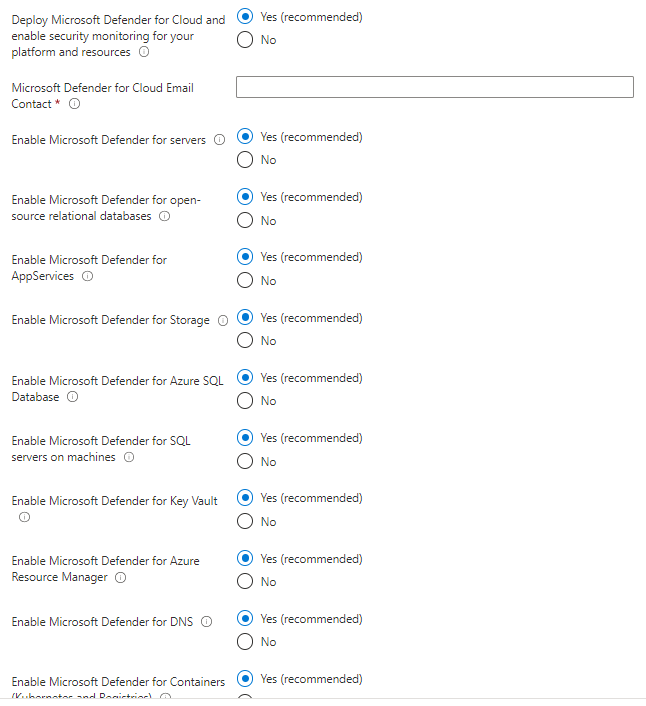 Deploy Microsoft Defender for Cloud and
enable security monitoring for your
platform and resources
Yes (recommended)
No
Microsoft Defender for Cloud Email
Contact *
Enable Microsoft Defender for servers
Yes (recommended)
No
Enable Microsoft Defender for open-
source relational databases
Yes (recommended)
No
Enable Microsoft Defender for
AppServices
Yes (recommended)
No
Enable Microsoft Defender for Storage
Yes (recommended)
No
Enable Microsoft Defender for Azure SQL
Database
Yes (recommended)
No
Enable Microsoft Defender for SQL
servers on machines
Yes (recommended)
No
Enable Microsoft Defender for Key Vault
Yes (recommended)
No
Enable Microsoft Defender for Azure
Resource Manager
Yes (recommended)
No
Enable Microsoft Defender for DNS
Yes (recommended)
No
Enable Microsoft Defender for Containers
(Kubernetes and Registries)
Yes (recommended)